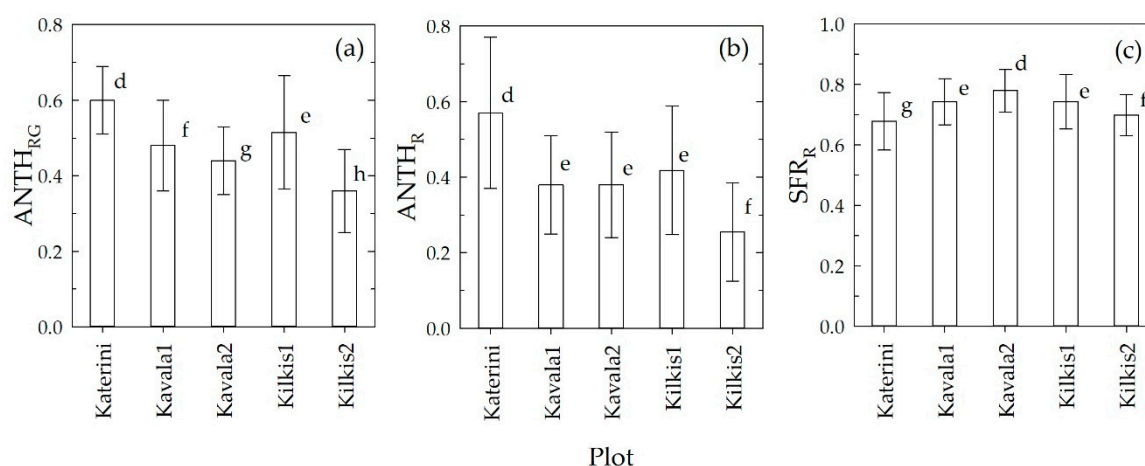 (a)
ANTH_RG
0.8
0.6
0.4
0.2
0.0
d
f
g
e
h
Katerini
Kavala1
Kavala2
Kilkis1
Kilkis2
(b)
ANTH_R
0.8
0.6
0.4
0.2
0.0
d
e
e
e
f
Katerini
Kavala1
Kavala2
Kilkis1
Kilkis2
(c)
SFR_R
1.0
0.8
0.6
0.4
0.2
0.0
g
e
d
e
f
Katerini
Kavala1
Kavala2
Kilkis1
Kilkis2
Plot